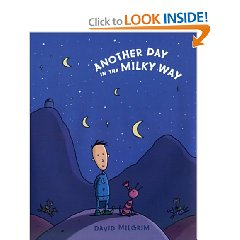 Click to LOOK INSIDE!
ANOTHER DAY
IN THE MILKY WAY
DAVID MILGRIM